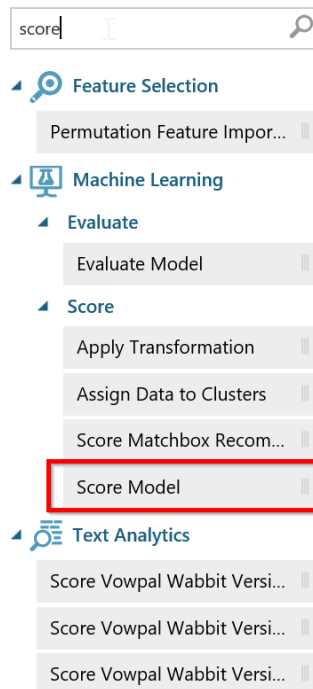 score
Feature Selection
Permutation Feature Impor...
Machine Learning
Evaluate
Evaluate Model
Score
Apply Transformation
Assign Data to Clusters
Score Matchbox Recom...
Score Model
Text Analytics
Score Vowpal Wabbit Versi...
Score Vowpal Wabbit Versi...
Score Vowpal Wabbit Versi...